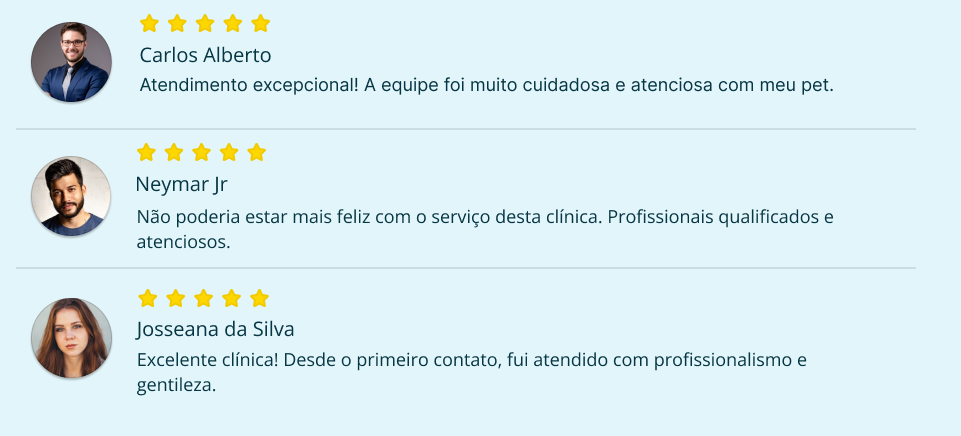 Carlos Alberto
Atendimento excepcional! A equipe foi muito cuidadosa e atenciosa com meu pet.
Neymar Jr
Não poderia estar mais feliz com o serviço desta clínica. Profissionais qualificados e
atenciosos.
Josseana da Silva
Excelente clínica! Desde o primeiro contato, fui atendido com profissionalismo e
gentileza.